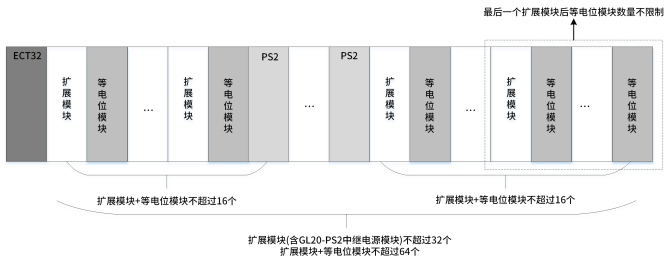 最后一个扩展模块后等电位模块数量不限制
ECT32
扩展模块
等电位模块
...
扩展模块
等电位模块
PS2
...
PS2
扩展模块
等电位模块
...
扩展模块
等电位模块
...
等电位模块
扩展模块+等电位模块不超过16个
扩展模块+等电位模块不超过16个
扩展模块(含GL20-PS2中继电源模块)不超过32个
扩展模块+等电位模块不超过64个